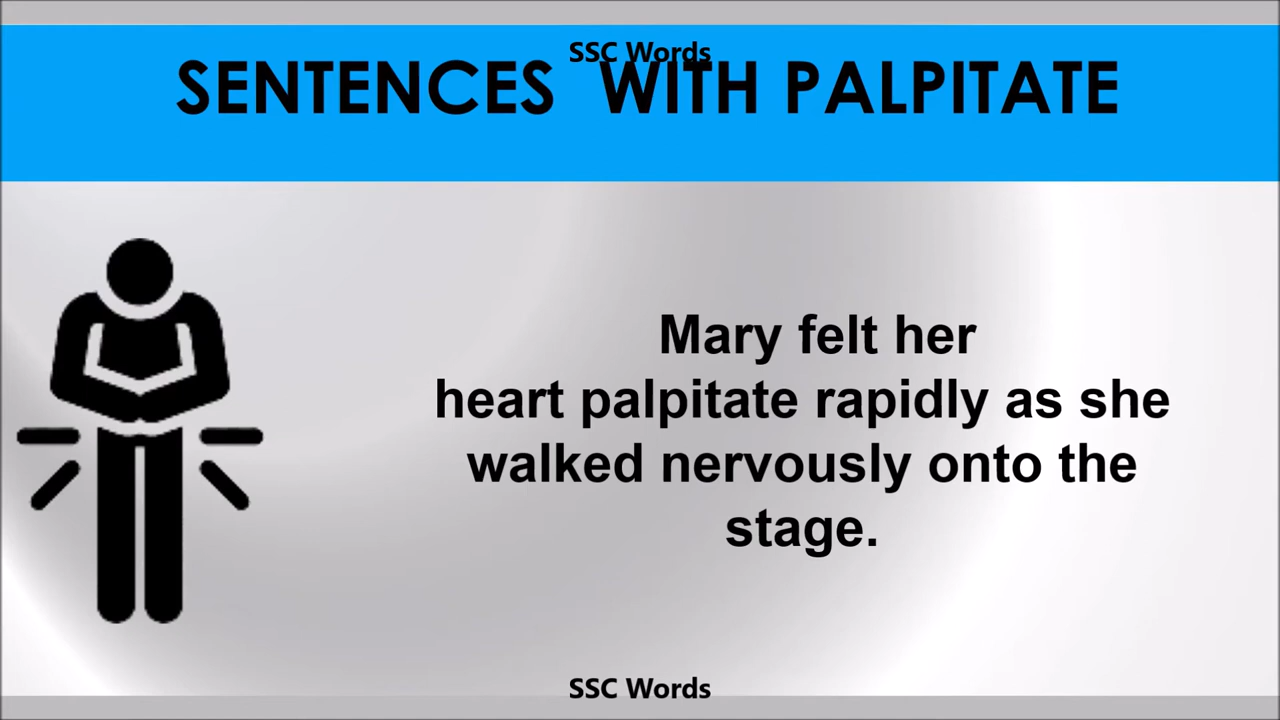 SSC Words
SENTENCES WITH PALPITATE
Mary felt her
heart palpitate rapidly as she
walked nervously onto the
stage.
SSC Words